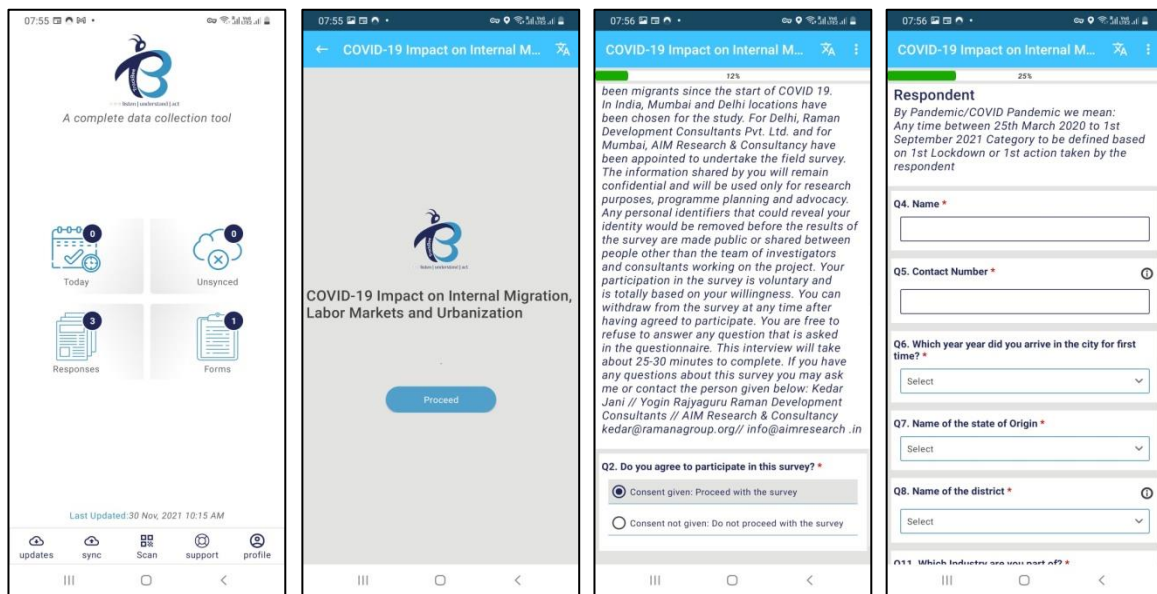 07:55
listen | understand | act
A complete data collection tool
0
Today
0
Unsynced
3
Responses
1
Forms
Last Updated:30 Nov, 2021 10:15 AM
updates
sync
Scan
support
profile
07:55
COVID-19 Impact on Internal M...
listen | understand | act
COVID-19 Impact on Internal Migration,
Labor Markets and Urbanization
Proceed
07:56
COVID-19 Impact on Internal M...
12%
been migrants since the start of COVID 19.
In India, Mumbai and Delhi locations have
been chosen for the study. For Delhi, Raman
Development Consultants Pvt. Ltd. and for
Mumbai, AIM Research & Consultancy have
been appointed to undertake the field survey.
The information shared by you will remain
confidential and will be used only for research
purposes, programme planning and advocacy.
Any personal identifiers that could reveal your
identity would be removed before the results of
the survey are made public or shared between
people other than the team of investigators
and consultants working on the project. Your
participation in the survey is voluntary and
is totally based on your willingness. You can
withdraw from the survey at any time after
having agreed to participate. You are free to
refuse to answer any question that is asked
in the questionnaire. This interview will take
about 25-30 minutes to complete. If you have
any questions about this survey you may ask
me or contact the person given below: Kedar
Jani // Yogin Rajyaguru Raman Development
Consultants // AIM Research & Consultancy
kedar@ramanagroup.org// info@aimresearch .in
Q2. Do you agree to participate in this survey? *
Consent given: Proceed with the survey
Consent not given: Do not proceed with the survey
07:56
COVID-19 Impact on Internal M...
25%
Respondent
By Pandemic/COVID Pandemic we mean:
Any time between 25th March 2020 to 1st
September 2021 Category to be defined based
on 1st Lockdown or 1st action taken by the
respondent
Q4. Name *
Q5. Contact Number *
Q6. Which year year did you arrive in the city for first
time? *
Select
Q7. Name of the state of Origin *
Select
Q8. Name of the district *
Select
Q11. Which Industry are you part of? *